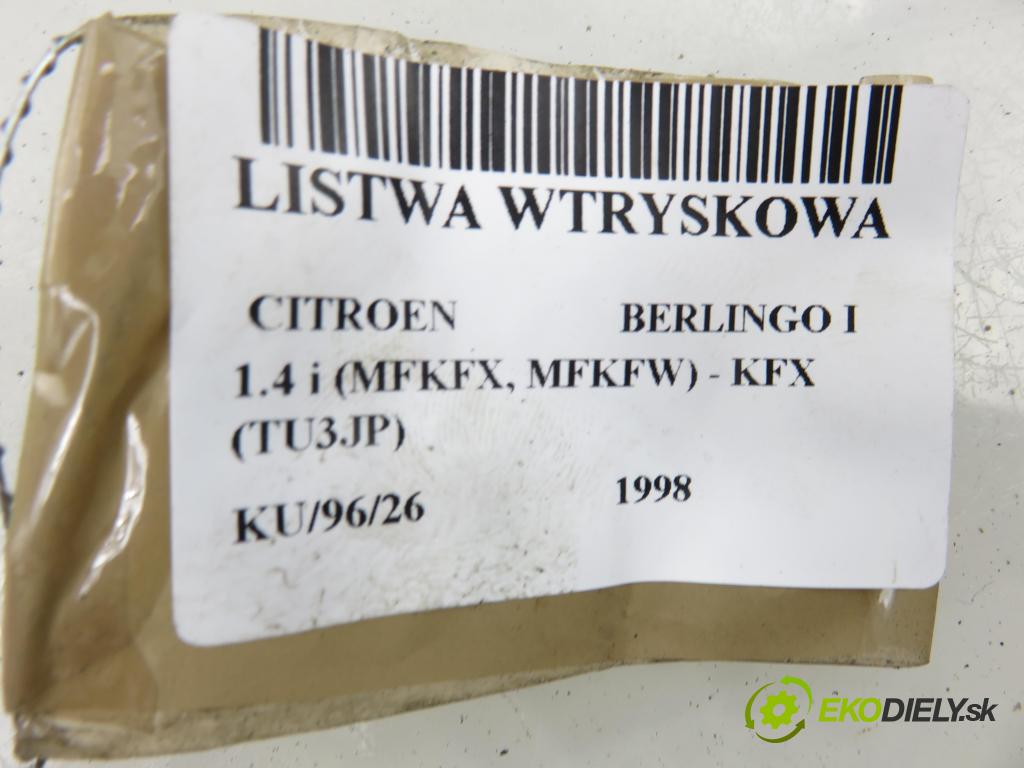 LISTWA WTRYSKOWA
CITROEN BERLINGO I
1.4 i (MFKFX, MFKFW) - KFX
(TU3JP)
KU/96/26 1998
EKODIELY.sk